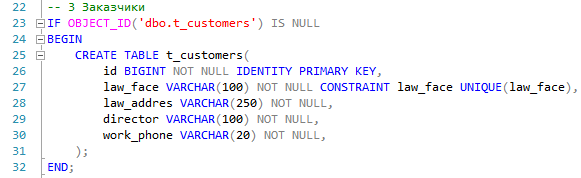 22 -- 3 Заказчики
23 IF OBJECT_ID('dbo.t_customers') IS NULL
24 BEGIN
25 CREATE TABLE t_customers(
26 id BIGINT NOT NULL IDENTITY PRIMARY KEY,
27 law_face VARCHAR(100) NOT NULL CONSTRAINT law_face UNIQUE(law_face),
28 law_addres VARCHAR(250) NOT NULL,
29 director VARCHAR(100) NOT NULL,
30 work_phone VARCHAR(20) NOT NULL,
31 );
32 END;